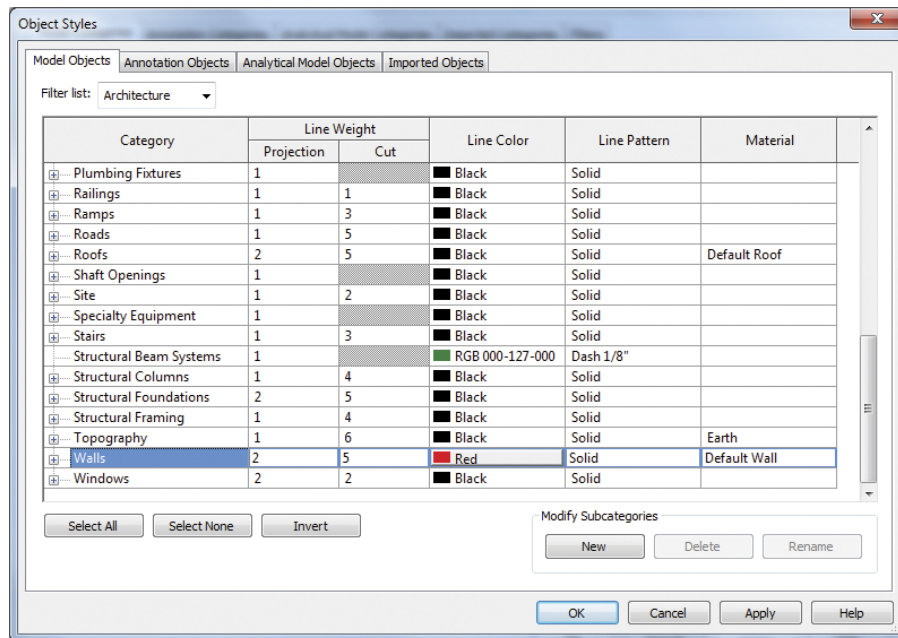 Object Styles
Model Objects Annotation Objects Analytical Model Objects Imported Objects
Filter list: Architecture
Category Line Weight Line Color Line Pattern Material
Projection Cut
Plumbing Fixtures 1 Black Solid
Railings 1 1 Black Solid
Ramps 1 3 Black Solid
Roads 1 5 Black Solid
Roofs 2 5 Black Solid Default Roof
Shaft Openings 1 Black Solid
Site 1 2 Black Solid
Specialty Equipment 1 Black Solid
Stairs 1 3 Black Solid
Structural Beam Systems 1 RGB 000-127-000 Dash 1/8"
Structural Columns 1 4 Black Solid
Structural Foundations 2 5 Black Solid
Structural Framing 1 4 Black Solid
Topography 1 6 Black Solid Earth
Walls 2 5 Red Solid Default Wall
Windows 2 2 Black Solid
Select All Select None Invert
Modify Subcategories
New Delete Rename
OK Cancel Apply Help